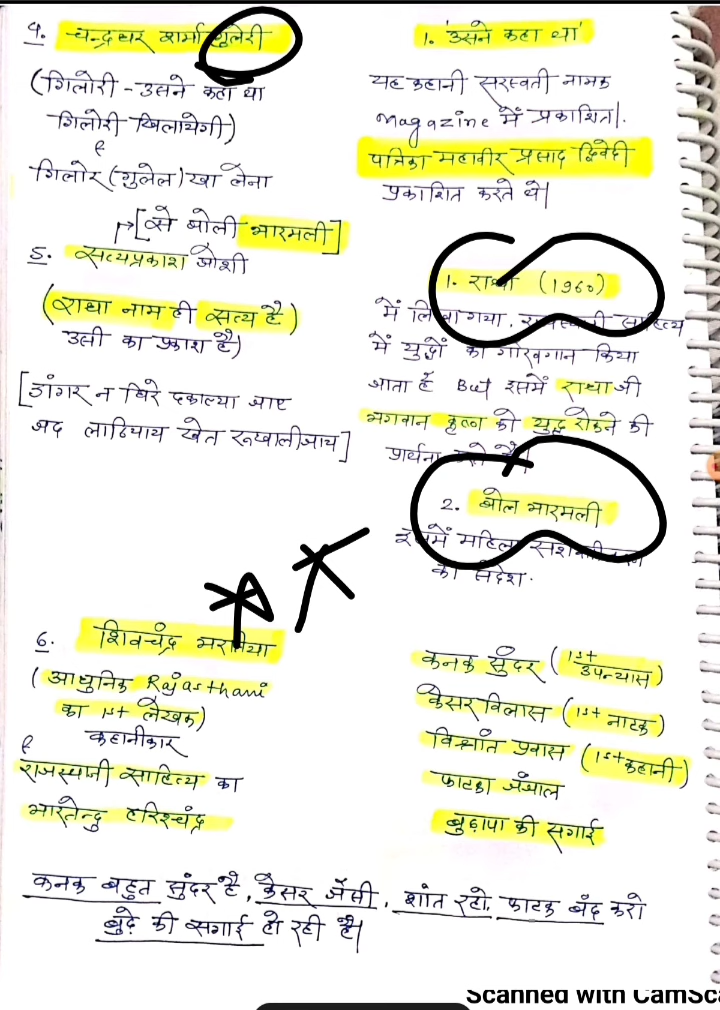 4. चन्द्रधर शर्मा गुलेरी
(गिलोरी - उसने कहा था
गिलोरी खिलायेगी)
गिलोर (गुलेल) खा लेना
1. 'उसने कहा था'
यह कहानी सरस्वती नामक
magazine में प्रकाशित|
पत्रिका महावीर प्रसाद द्विवेदी
प्रकाशित करते थे|
→[से बोली भारमली]
5. सत्यप्रकाश जोशी
(राधा नाम ही सत्य है)
उसी का प्रकाश है)
[डांगर न घिरे दकाल्या जाए
जद लाठियाय खेत रूखालीजाय]
1. राधा (1960)
में लिखा गया, साहित्य
में युद्धों का गौरवगान किया
जाता है But इसमें राधा जी
भगवान कृष्ण को युद्ध रोकने की
प्रार्थना
2. बोल भारमली
इसमें महिला
का संदेश.
6. शिवचंद्र भरतिया
(आधुनिक Rajasthani
का 1st लेखक)
कहानीकार
राजस्थानी साहित्य का
भारतेन्दु हरिश्चंद्र
कनक सुंदर (1st उपन्यास)
केसर विलास (1st नाटक)
विश्रांत प्रवास (1st कहानी)
फाटका जंजाल
बुढ़ापा की सगाई
कनक बहुत सुंदर है, केसर जैसी, शांत रहो, फाटक बंद करो
बुढ़े की सगाई हो रही है|
Scanned with CamSc